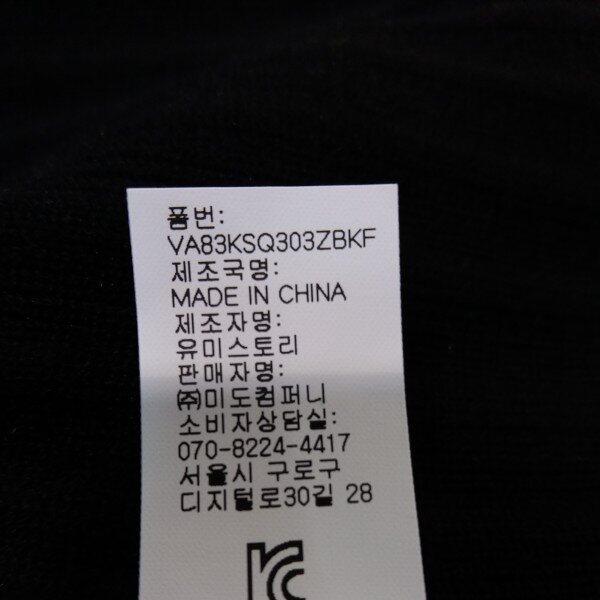 품번:
VA83KSQ303ZBKF
제조국명:
MADE IN CHINA
제조자명:
유미스토리
판매자명:
㈜미도컴퍼니
소비자상담실:
070-8224-4417
서울시 구로구
디지털로30길 28